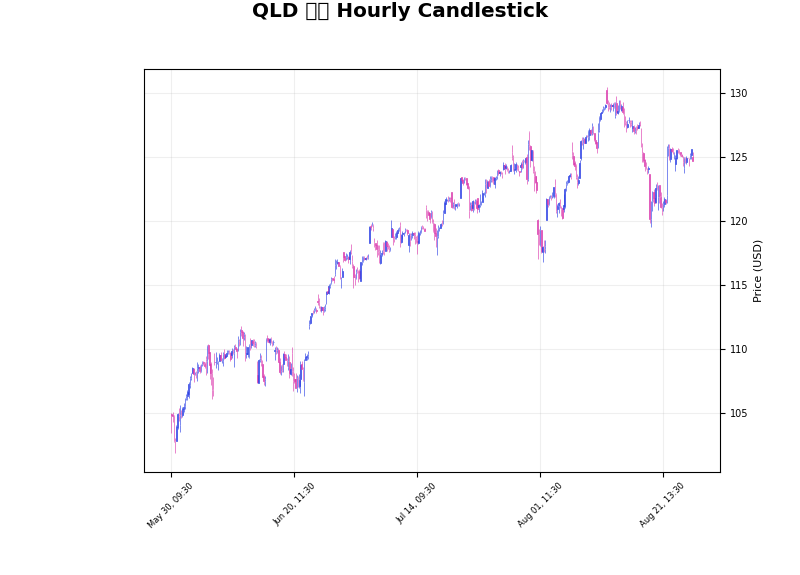 QLD Hourly Candlestick
130
125
120
115
110
105
Price (USD)
May 30, 09:30
Jun 20, 11:30
Jul 14, 09:30
Aug 01, 11:30
Aug 21, 13:30